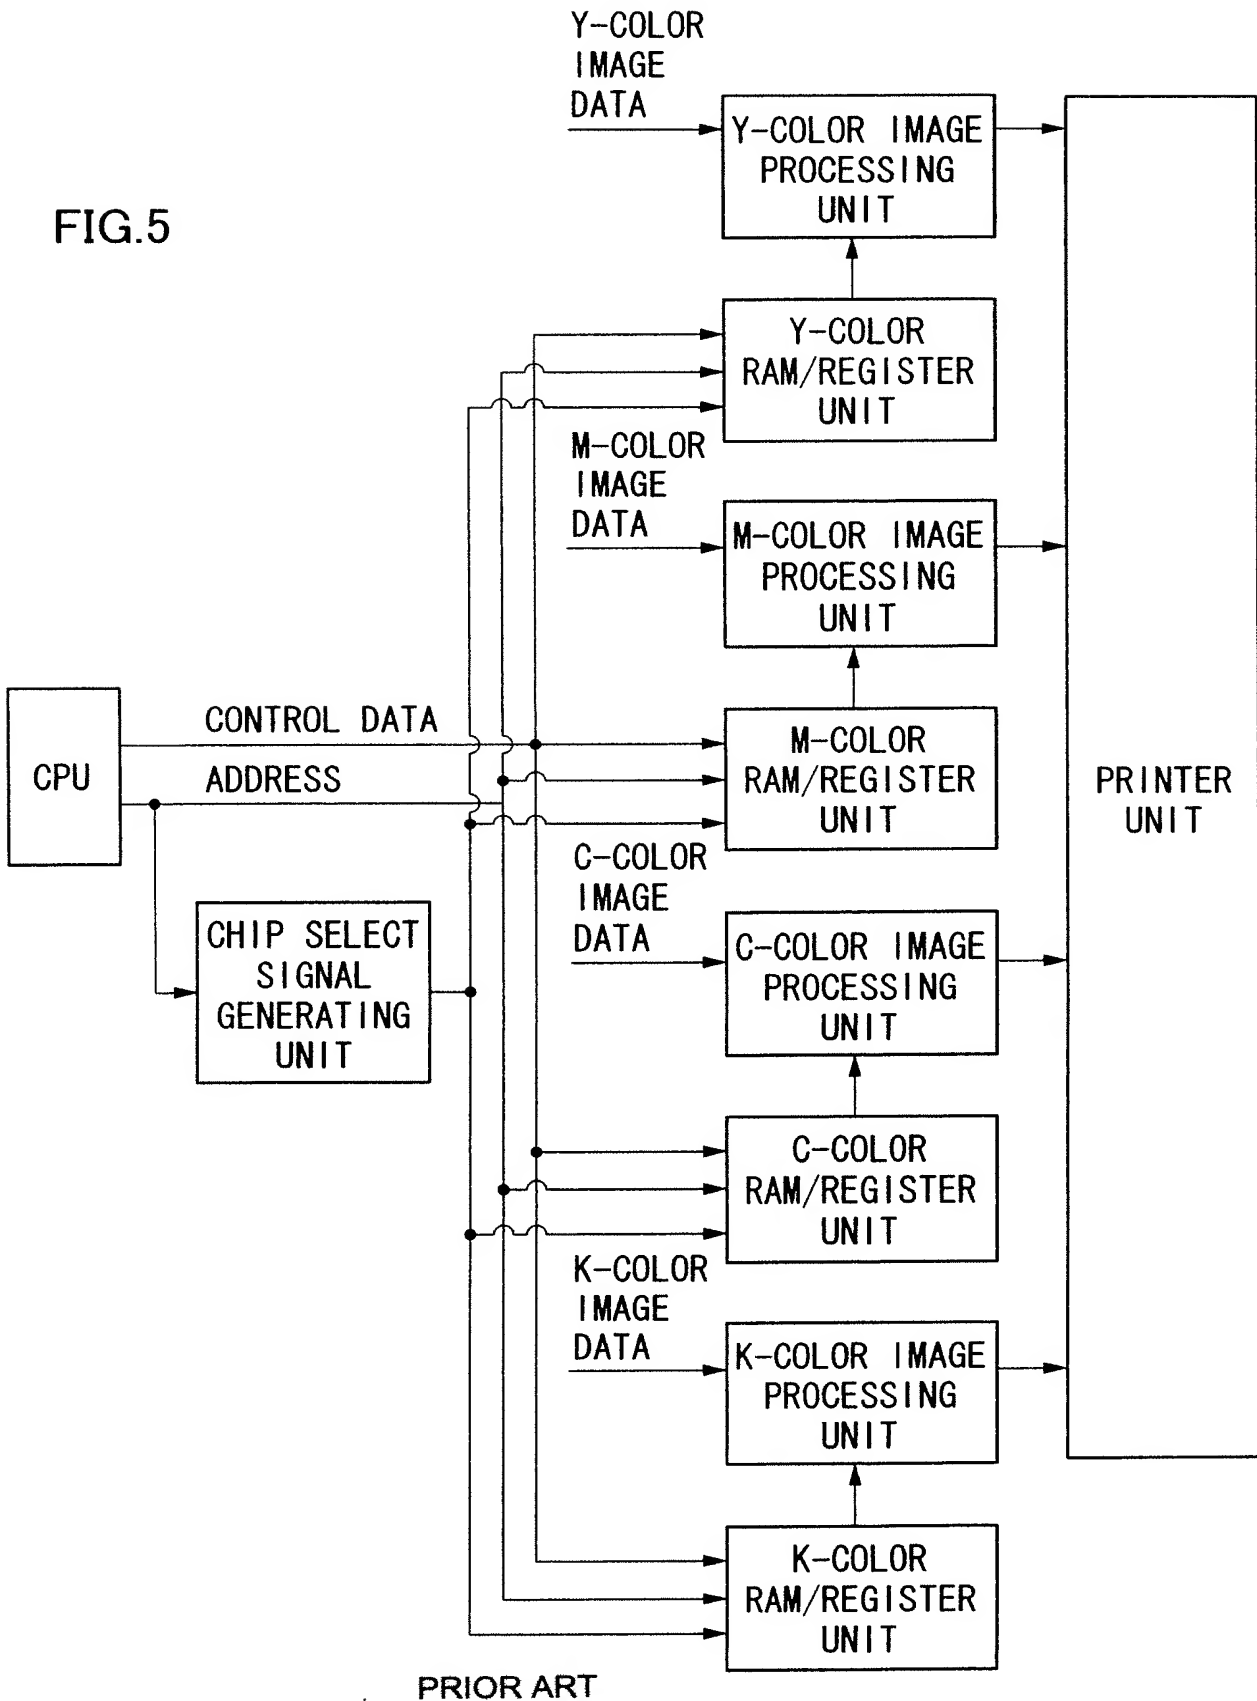 Y-COLOR
IMAGE
DATA
Y-COLOR IMAGE
PROCESSING
UNIT
FIG.5
Y-COLOR
RAM/REGISTER
UNIT
M-COLOR
IMAGE
DATA
M-COLOR IMAGE
PROCESSING
UNIT
CPU
CONTROL DATA
ADDRESS
M-COLOR
RAM/REGISTER
UNIT
PRINTER
UNIT
C-COLOR
IMAGE
DATA
CHIP SELECT
SIGNAL
GENERATING
UNIT
C-COLOR IMAGE
PROCESSING
UNIT
C-COLOR
RAM/REGISTER
UNIT
K-COLOR
IMAGE
DATA
K-COLOR IMAGE
PROCESSING
UNIT
K-COLOR
RAM/REGISTER
UNIT
PRIOR ART